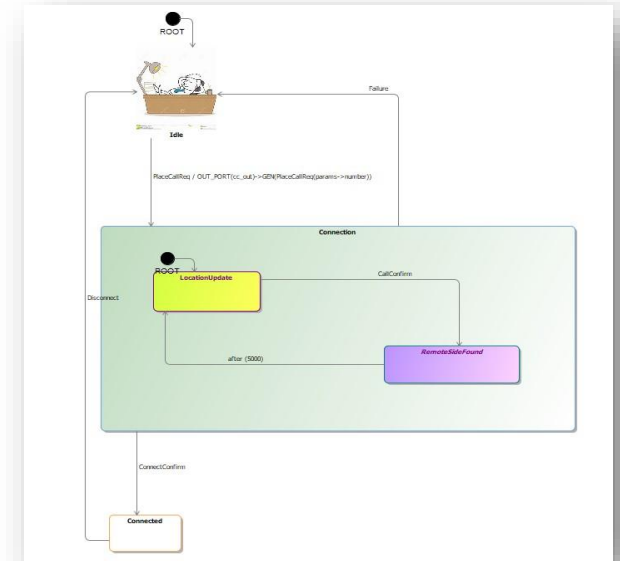 ROOT
Idle
Failure
PlaceCallReq / OUT_PORT(cc_out)->GEN(PlaceCallReq(params->number))
Connection
ROOT
LocationUpdate
CallConfirm
Disconnect
RemoteSideFound
after (5000)
ConnectConfirm
Connected